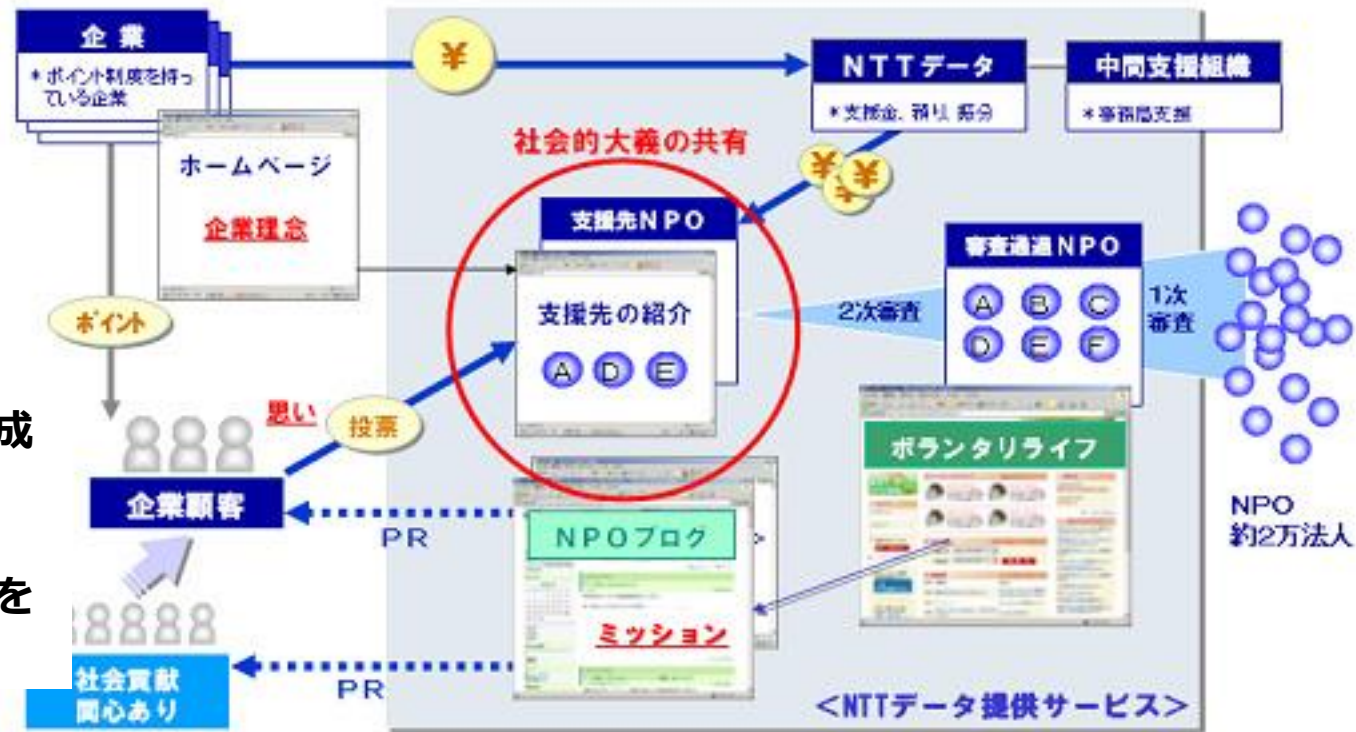 企業
*ポイント制度を持っ
ている企業
¥
NTTデータ
*支援金、預り、振分
中間支援組織
*事務局支援
ホームページ
企業理念
社会的大義の共有
¥
¥
¥
支援先NPO
支援先の紹介
A D E
審査通過NPO
A B C
D E F
2次審査
1次
審査
NPO
約2万法人
ポイント
思い
投票
成
企業顧客
PR
NPOブログ
ミッション
ボランタリライフ
を
社会貢献
関心あり
PR
<NTTデータ提供サービス>